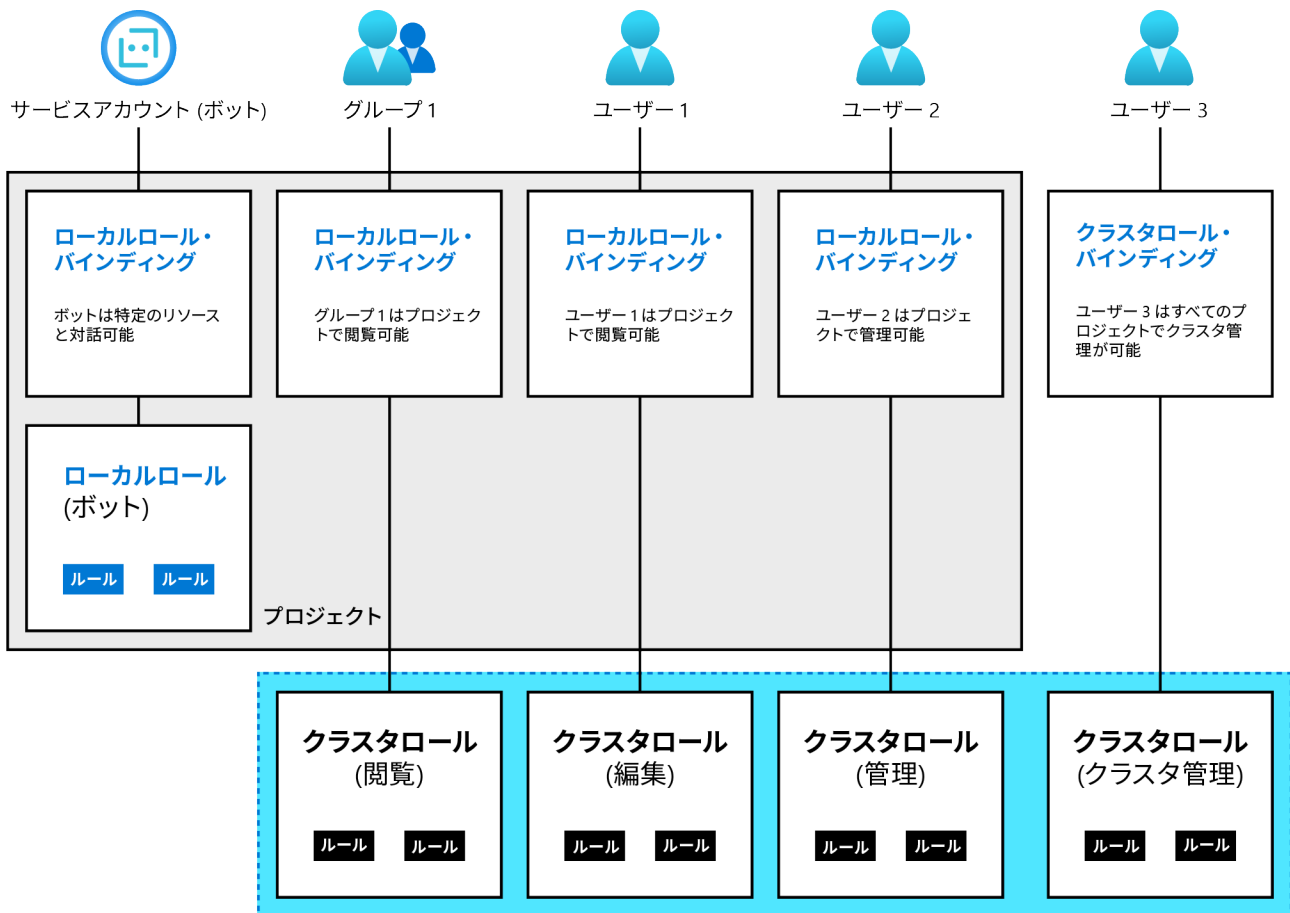 サービスアカウント (ボット)
グループ 1
ユーザー 1
ユーザー 2
ユーザー 3
ローカルロール・
バインディング
ボットは特定のリソース
と対話可能
ローカルロール・
バインディング
グループ 1 はプロジェク
トで閲覧可能
ローカルロール・
バインディング
ユーザー 1 はプロジェク
トで閲覧可能
ローカルロール・
バインディング
ユーザー 2 はプロジェ
クトで管理可能
クラスタロール・
バインディング
ユーザー 3 はすべてのプ
ロジェクトでクラスタ管
理が可能
ローカルロール
(ボット)
ルール
ルール
プロジェクト
クラスタロール
(閲覧)
ルール
ルール
クラスタロール
(編集)
ルール
ルール
クラスタロール
(管理)
ルール
ルール
クラスタロール
(クラスタ管理)
ルール
ルール